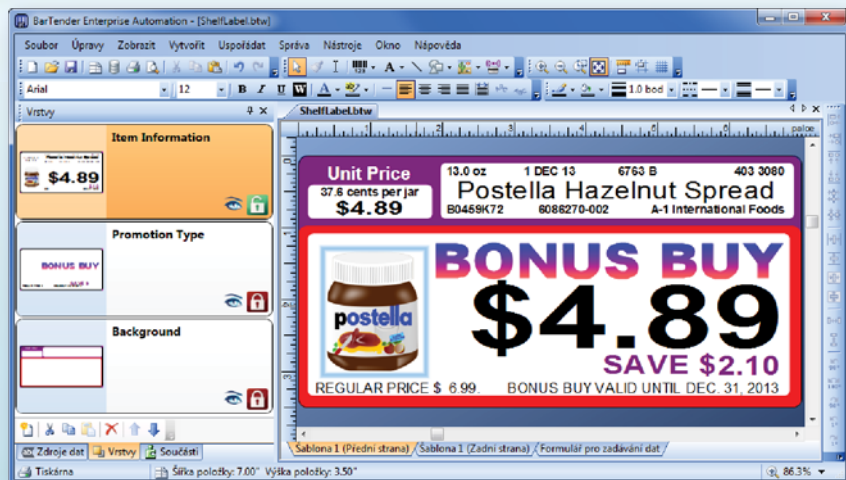 BarTender Enterprise Automation - [ShelfLabel.btw]
Soubor Úpravy Zobrazit Vytvořit Uspořádat Správa Nástroje Okno Nápověda
Arial 12 B I U W A 1.0 bod
Vrstvy
ShelfLabel.btw
palce
Item Information
$4.89
Promotion Type
BONUS BUY
Background
Unit Price
37.6 cents per jar
$4.89
13.0 oz 1 DEC 13 6763 B 403 3080
Postella Hazelnut Spread
B0459K72 6086270-002 A-1 International Foods
postella
BONUS BUY
$4.89
SAVE $2.10
REGULAR PRICE $ 6.99. BONUS BUY VALID UNTIL DEC. 31, 2013
Zdroje dat Vrstvy Součásti
Šablona 1 (Přední strana) Šablona 1 (Zadní strana) Formulář pro zadávání dat
Tiskárna Šířka položky: 7.00" Výška položky: 3.50" 86.3%